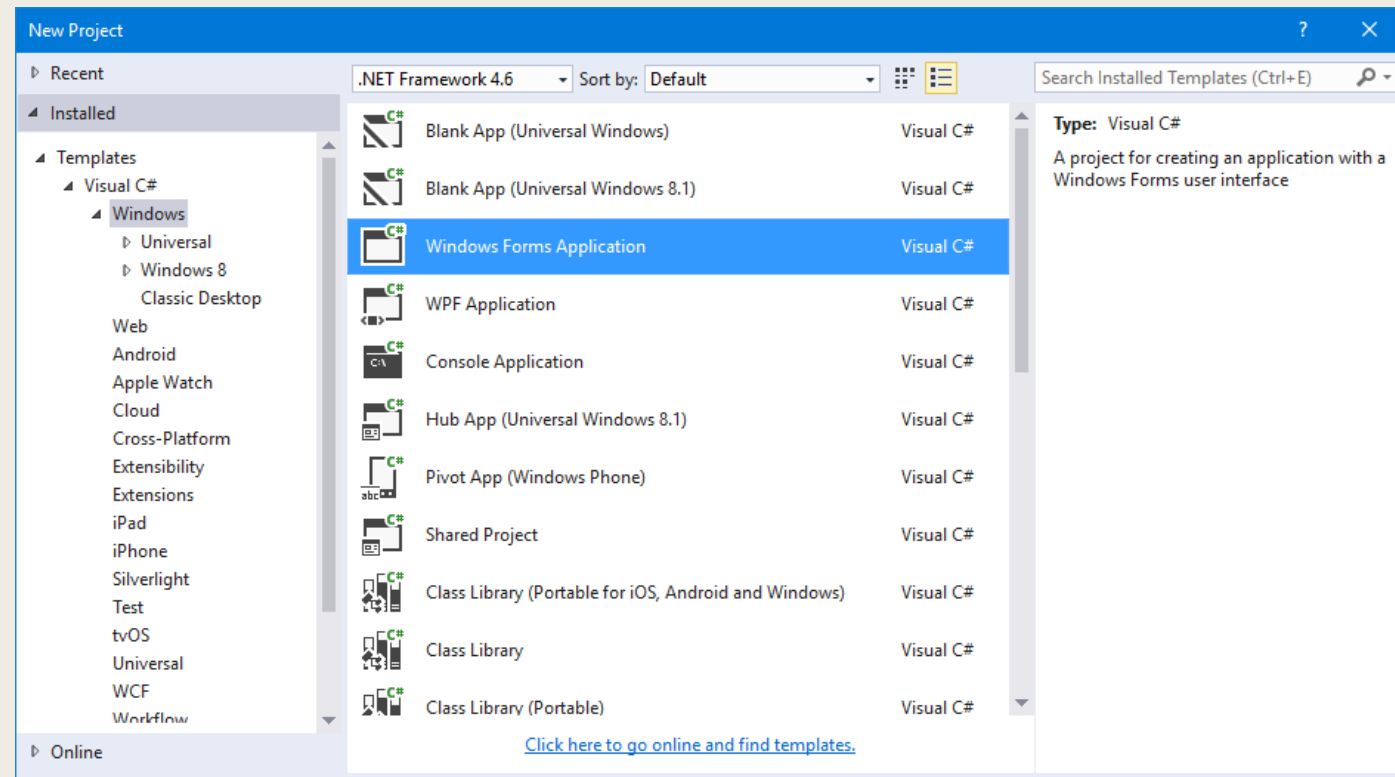 New Project
?
Recent
Installed
Templates
Visual C#
Windows
Universal
Windows 8
Classic Desktop
Web
Android
Apple Watch
Cloud
Cross-Platform
Extensibility
Extensions
iPad
iPhone
Silverlight
Test
tvOS
Universal
WCF
Workflow
Online
.NET Framework 4.6 Sort by: Default
C# Blank App (Universal Windows) Visual C#
C# Blank App (Universal Windows 8.1) Visual C#
C# Windows Forms Application Visual C#
C# WPF Application Visual C#
C# C:\ Console Application Visual C#
C# Hub App (Universal Windows 8.1) Visual C#
C# abc Pivot App (Windows Phone) Visual C#
C# Shared Project Visual C#
C# Class Library (Portable for iOS, Android and Windows) Visual C#
C# Class Library Visual C#
C# Class Library (Portable) Visual C#
Click here to go online and find templates.
Search Installed Templates (Ctrl+E)
Type: Visual C#
A project for creating an application with a
Windows Forms user interface